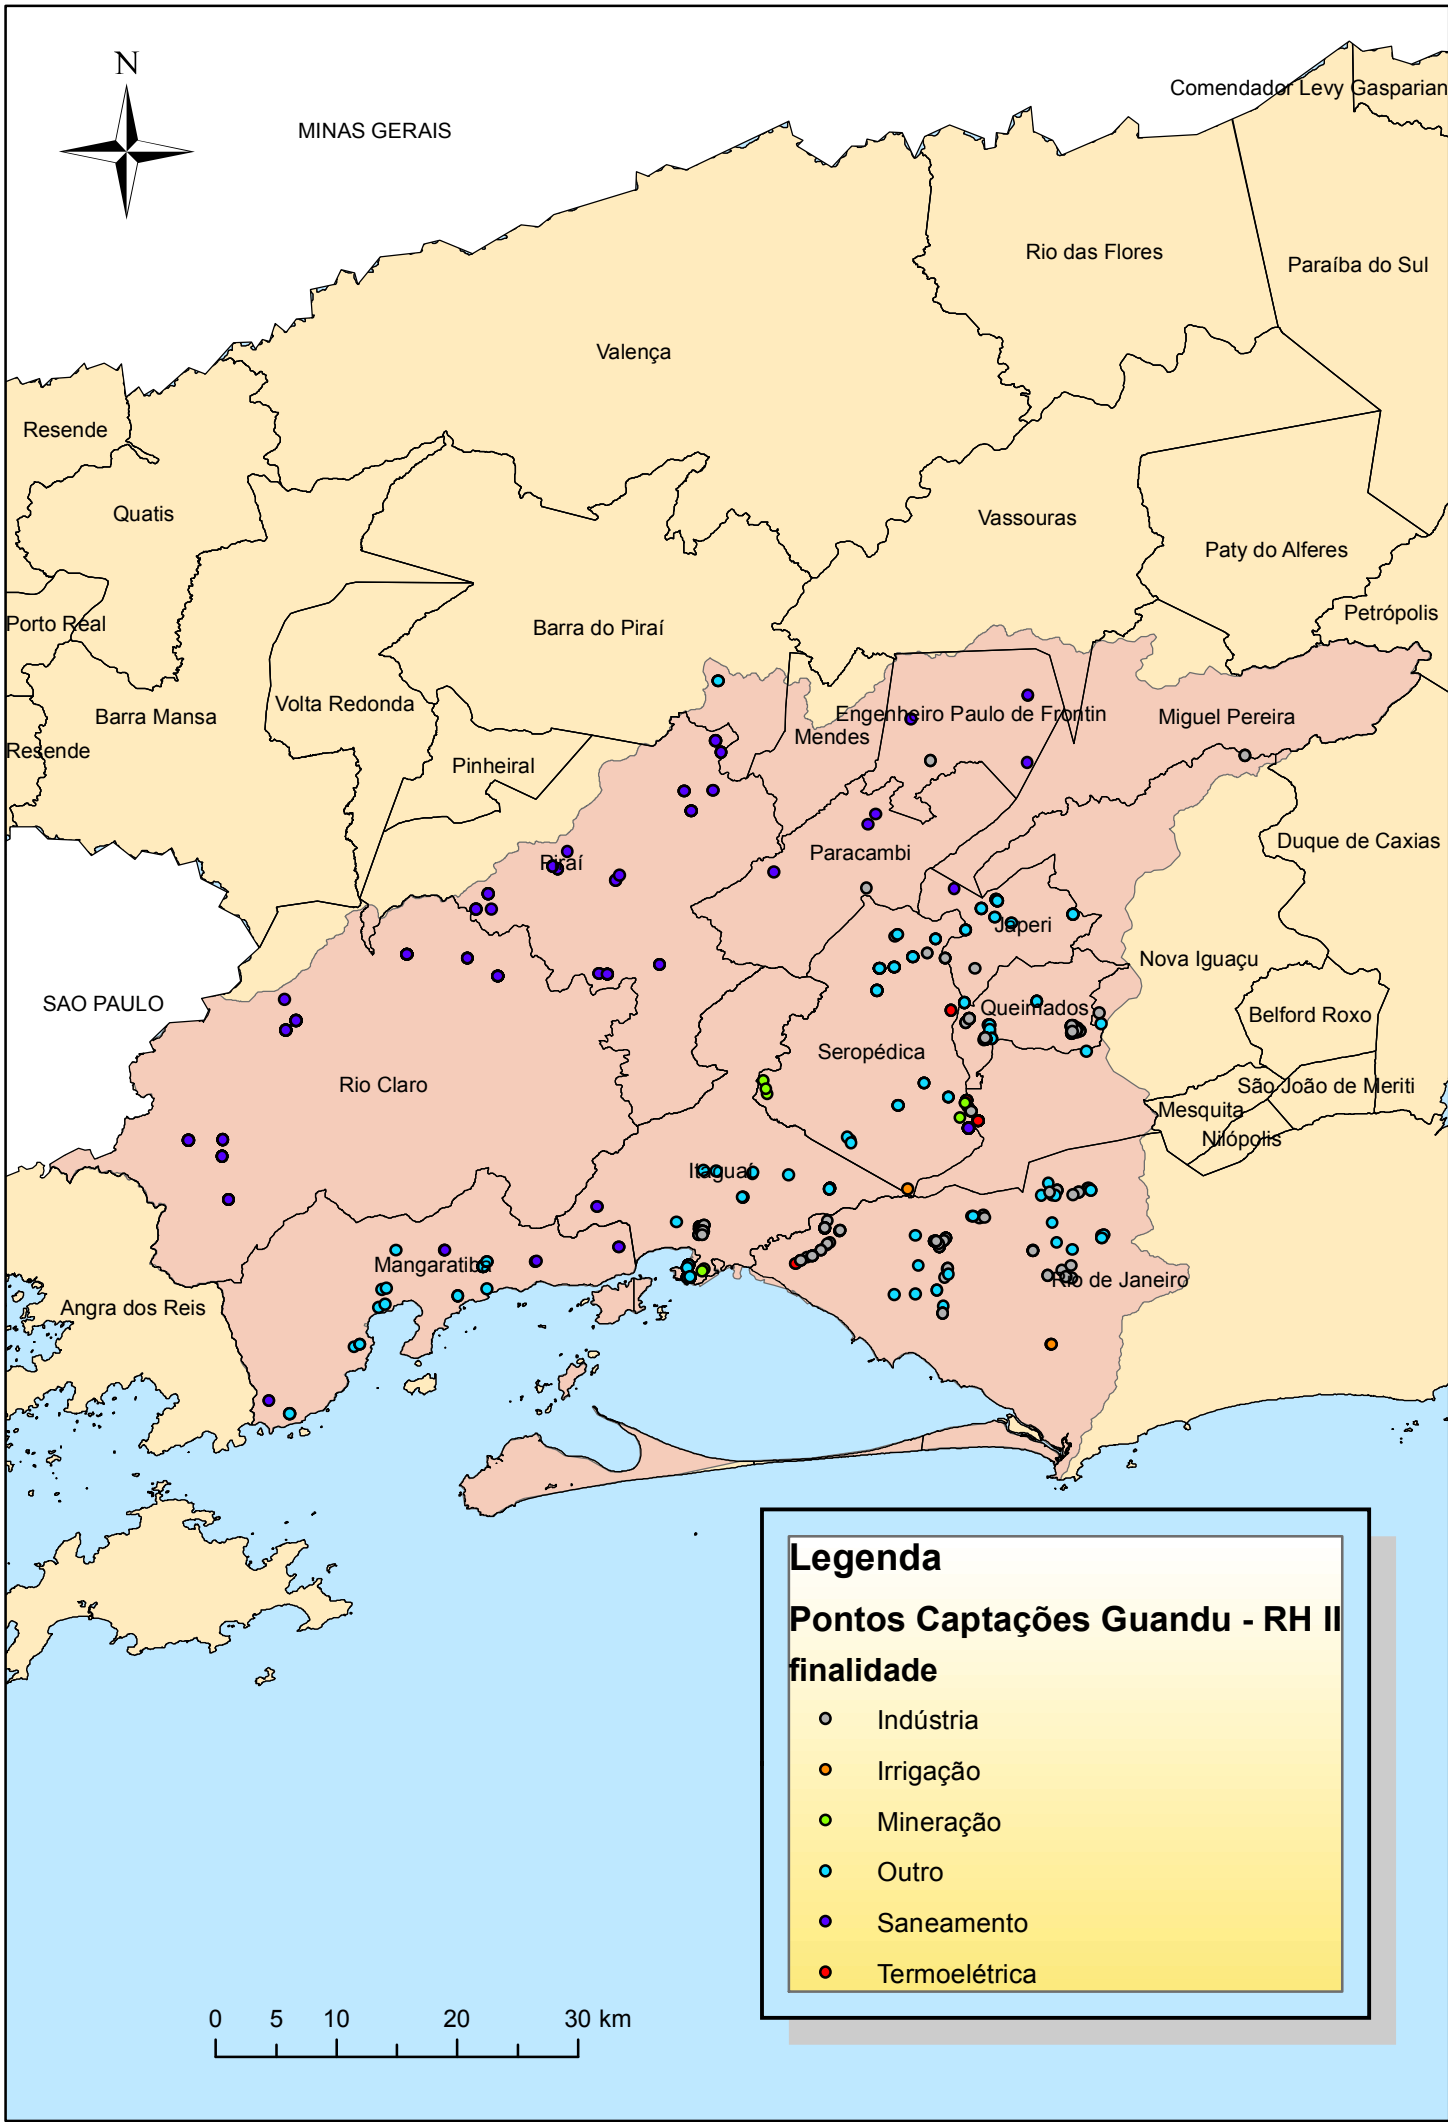 N
Comendador Levy Gasparian
MINAS GERAIS
Rio das Flores
Paraíba do Sul
Valença
Resende
Quatis
Vassouras
Paty do Alferes
Porto Real
Barra do Piraí
Petrópolis
Volta Redonda
Barra Mansa
Engenheiro Paulo de Frontin
Miguel Pereira
Mendes
Resende
Pinheiral
Duque de Caxias
Paracambi
Piraí
Japeri
Nova Iguaçu
SAO PAULO
Queimados
Belford Roxo
Seropédica
Rio Claro
São João de Meriti
Mesquita
Nilópolis
Itaguaí
Mangaratiba
Rio de Janeiro
Angra dos Reis
Legenda
Pontos Captações Guandu - RH II
finalidade
Indústria
Irrigação
Mineração
Outro
Saneamento
Termoelétrica
0 5 10 20 30 km